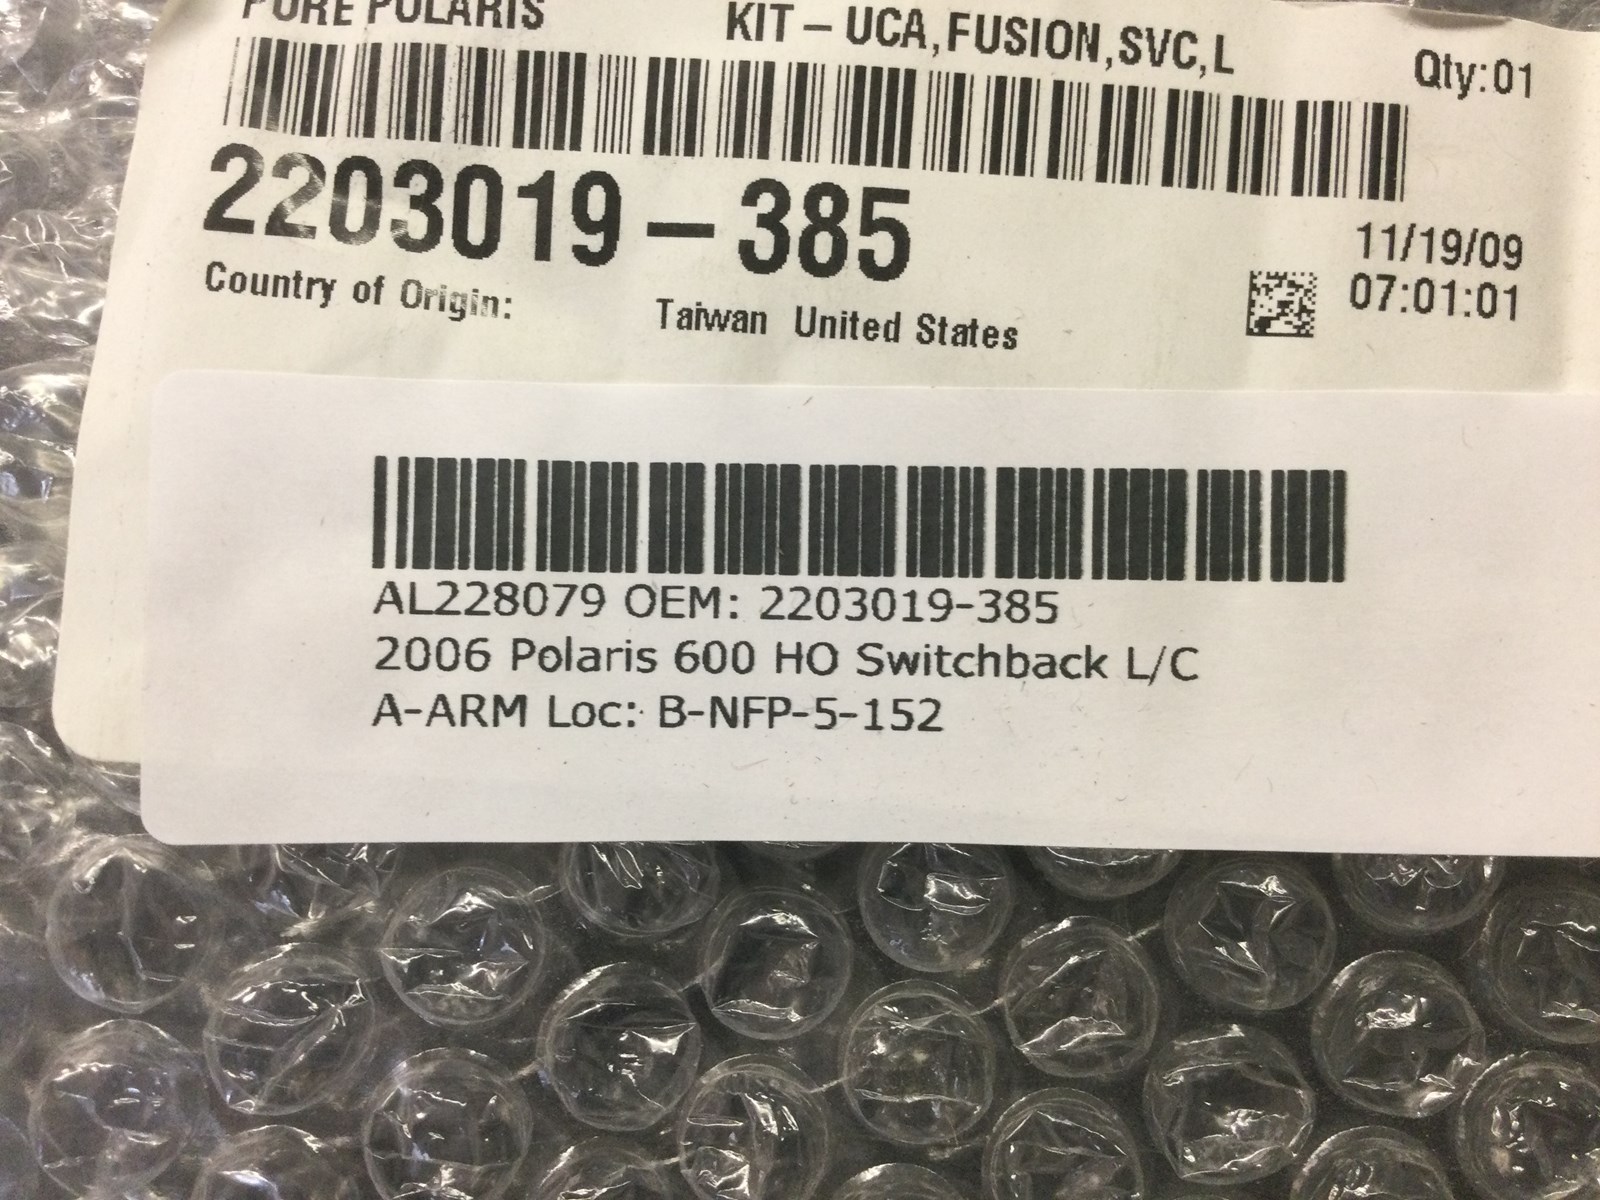 PURE POLARIS KIT - UCA,FUSION,SVC,L Qty:01
2203019-385
11/19/09
07:01:01
Country of Origin: Taiwan United States
AL228079 OEM: 2203019-385
2006 Polaris 600 HO Switchback L/C
A-ARM Loc: B-NFP-5-152